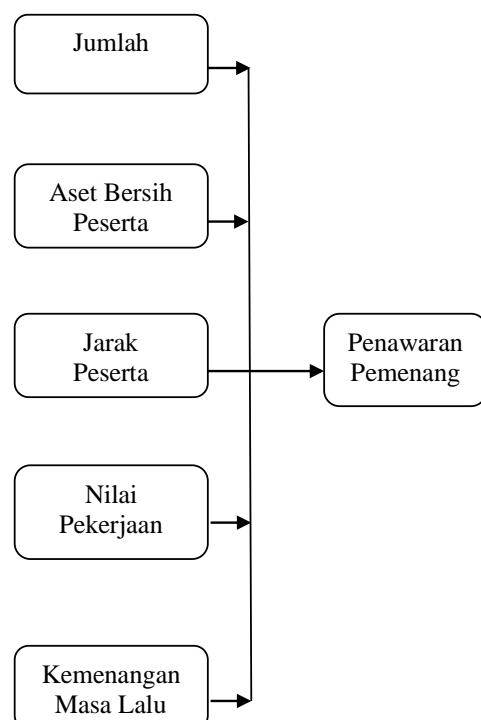 Jumlah
Aset Bersih
Peserta
Jarak
Peserta
Penawaran
Pemenang
Nilai
Pekerjaan
Kemenangan
Masa Lalu